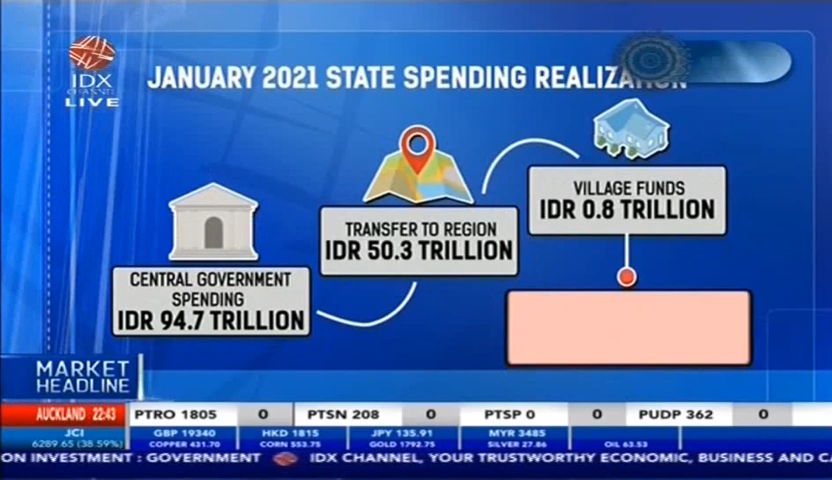 IDX
CHANNEL
LIVE
JANUARY 2021 STATE SPENDING REALIZATION
VILLAGE FUNDS
IDR 0.8 TRILLION
TRANSFER TO REGION
IDR 50.3 TRILLION
CENTRAL GOVERNMENT
SPENDING
IDR 94.7 TRILLION
MARKET
HEADLINE
AUCKLAND 22:43 PTRO 1805 0 PTSN 208 0 PTSP 0 0 PUDP 362 0
JCI GBP 19340 HKD 1815 JPY 135.91 MYR 3485
6289.65 (38.59%) COPPER 431.70 CORN 553.75 GOLD 1792.75 SILVER 27.86 OIL 63.53
ON INVESTMENT : GOVERNMENT IDX CHANNEL, YOUR TRUSTWORTHY ECONOMIC, BUSINESS AND CA